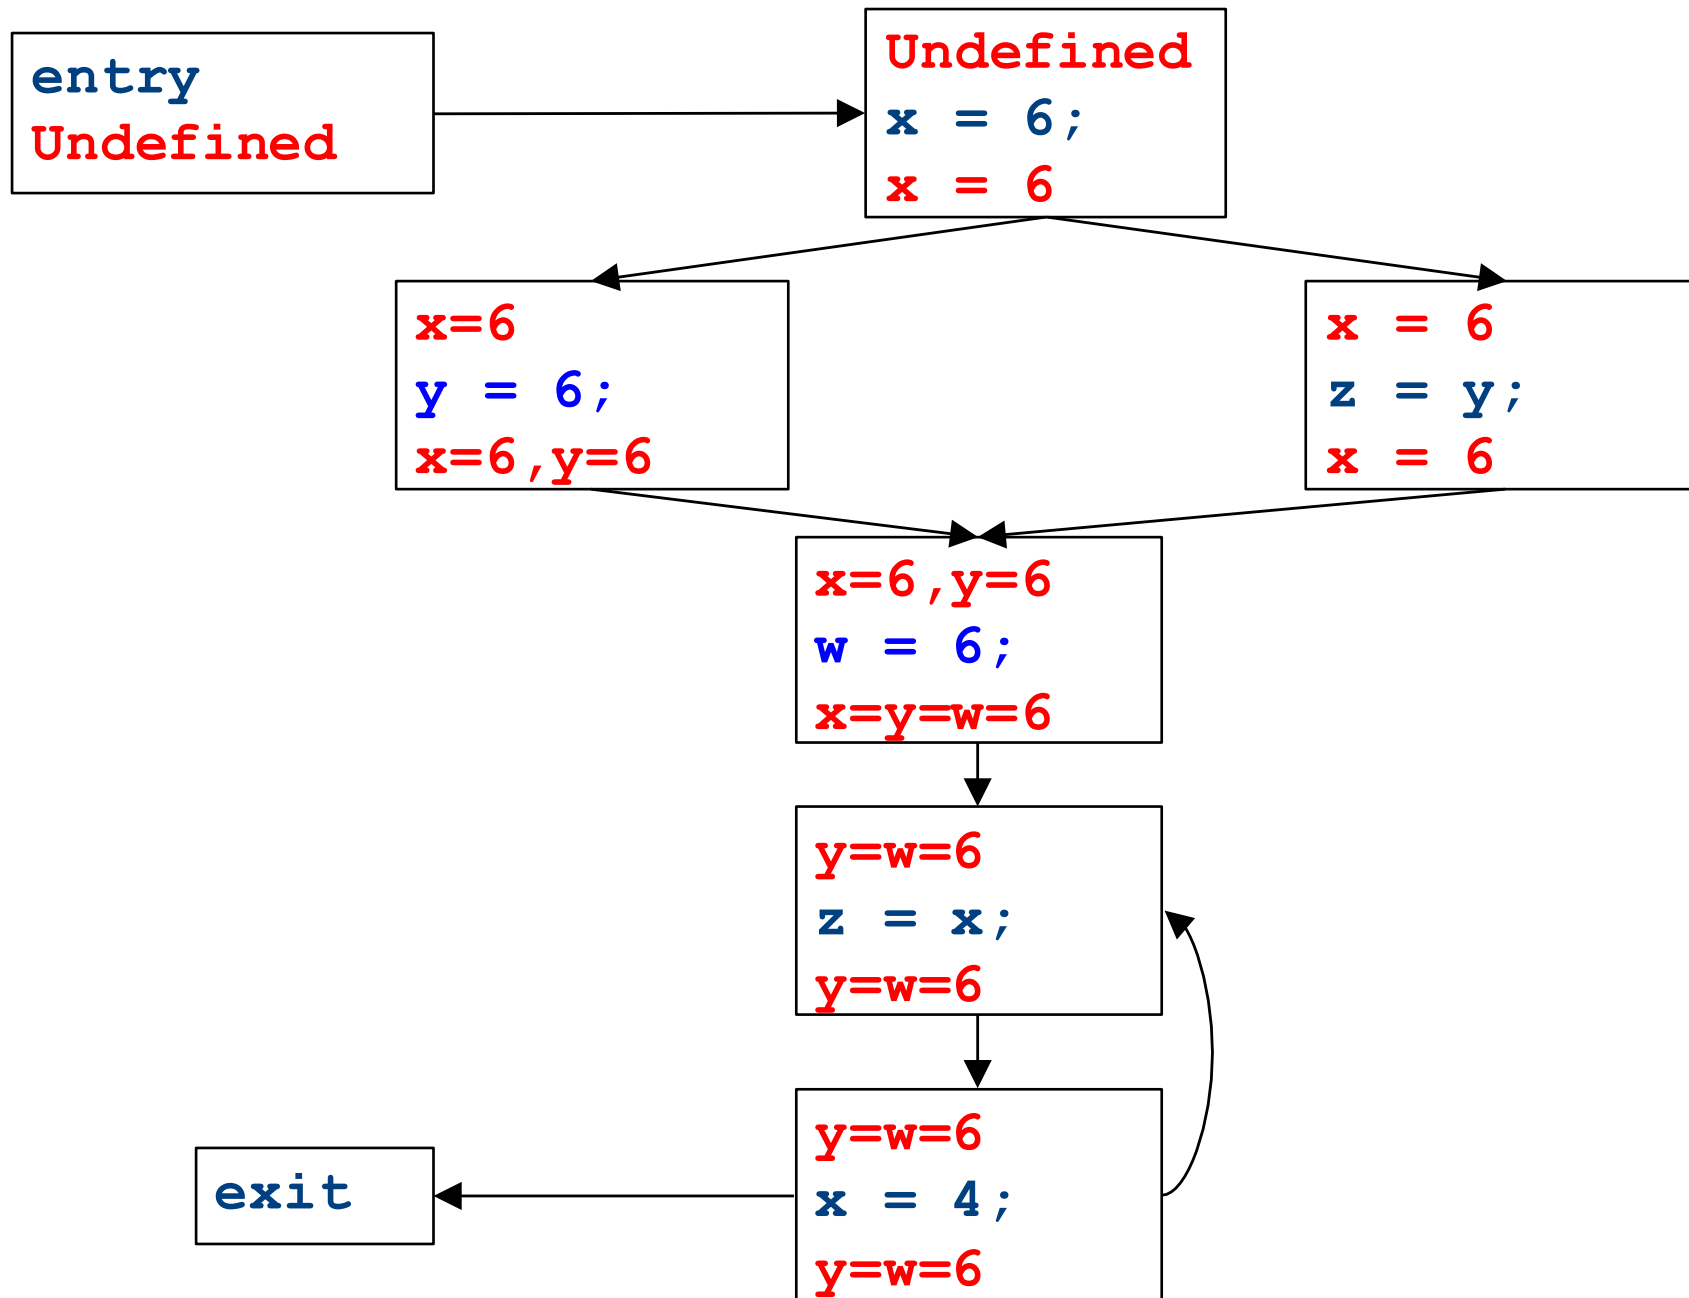 entry
Undefined
Undefined
x = 6;
x = 6
x=6
y = 6;
x=6,y=6
x = 6
z = y;
x = 6
x=6,y=6
w = 6;
x=y=w=6
y=w=6
z = x;
y=w=6
y=w=6
x = 4;
y=w=6
exit